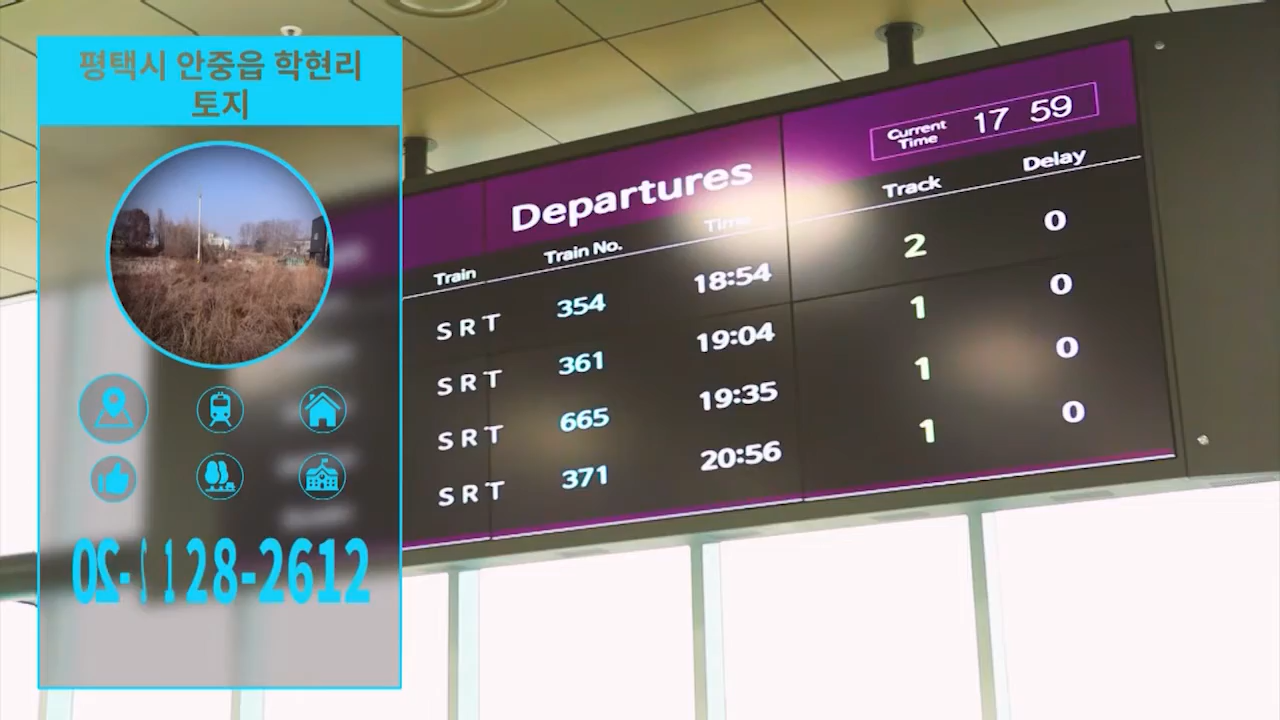 평택시 안중읍 학현리
토지
28-2612
Departures
Current
Time
17 59
Train
Train No.
Time
Track
Delay
SRT 354 18:54 2 0
SRT 361 19:04 1 0
SRT 665 19:35 1 0
SRT 371 20:56 1 0